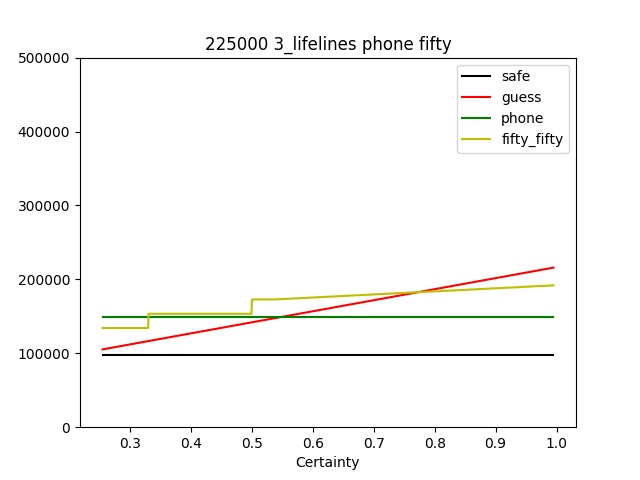 225000 3_lifelines phone fifty
500000
400000
300000
200000
100000
0
safe
guess
phone
fifty_fifty
0.3 0.4 0.5 0.6 0.7 0.8 0.9 1.0
Certainty